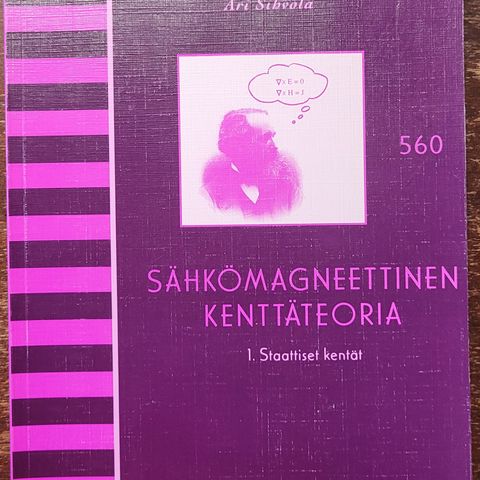 Ari Sihvola
∇×E=0
∇×H=J
560
SÄHKÖMAGNEETTINEN
KENTTÄTEORIA
1. Staattiset kentät